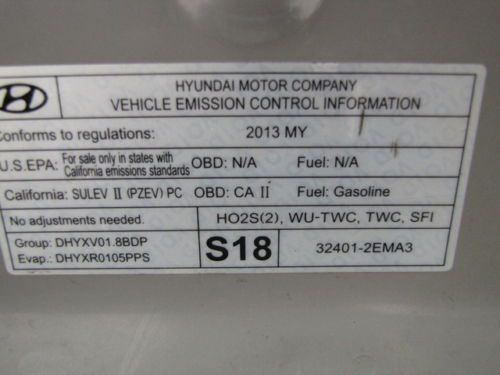 HYUNDAI MOTOR COMPANY
VEHICLE EMISSION CONTROL INFORMATION
Conforms to regulations: 2013 MY
U.S.EPA: For sale only in states with California emissions standards OBD: N/A Fuel: N/A
California: SULEV II (PZEV) PC OBD: CA II Fuel: Gasoline
No adjustments needed. HO2S(2), WU-TWC, TWC, SFI
Group: DHYXV01.8BDP
Evap.: DHYXR0105PPS
S18
32401-2EMA3